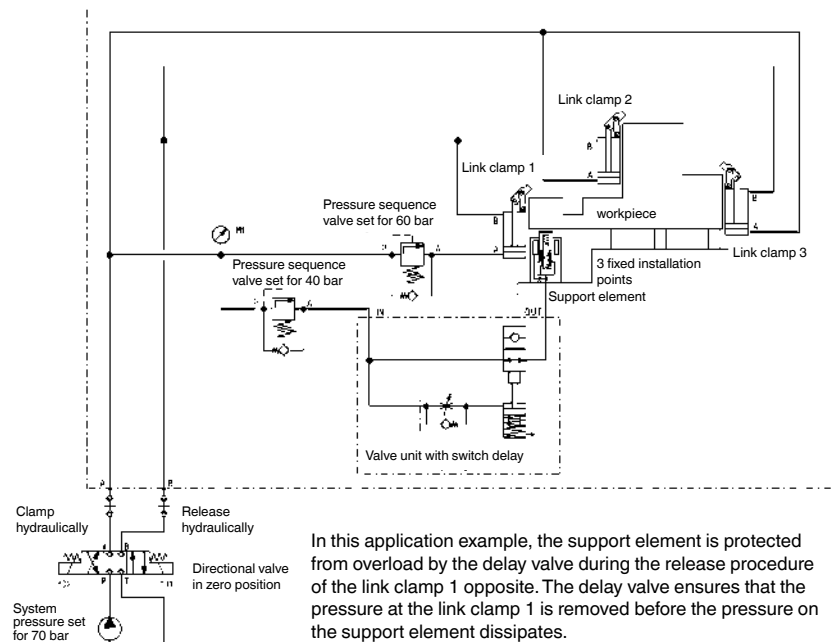 Link clamp 2
Link clamp 1
B
A
Pressure sequence
valve set for 60 bar
B
A
workpiece
B
A
M1
A
Link clamp 3
Pressure sequence
valve set for 40 bar
3 fixed installation
points
Support element
A
IN
OUT
Valve unit with switch delay
A
B
Clamp
hydraulically
Release
hydraulically
A
B
Directional valve
in zero position
P
T
System
pressure set
for 70 bar
In this application example, the support element is protected
from overload by the delay valve during the release procedure
of the link clamp 1 opposite. The delay valve ensures that the
pressure at the link clamp 1 is removed before the pressure on
the support element dissipates.